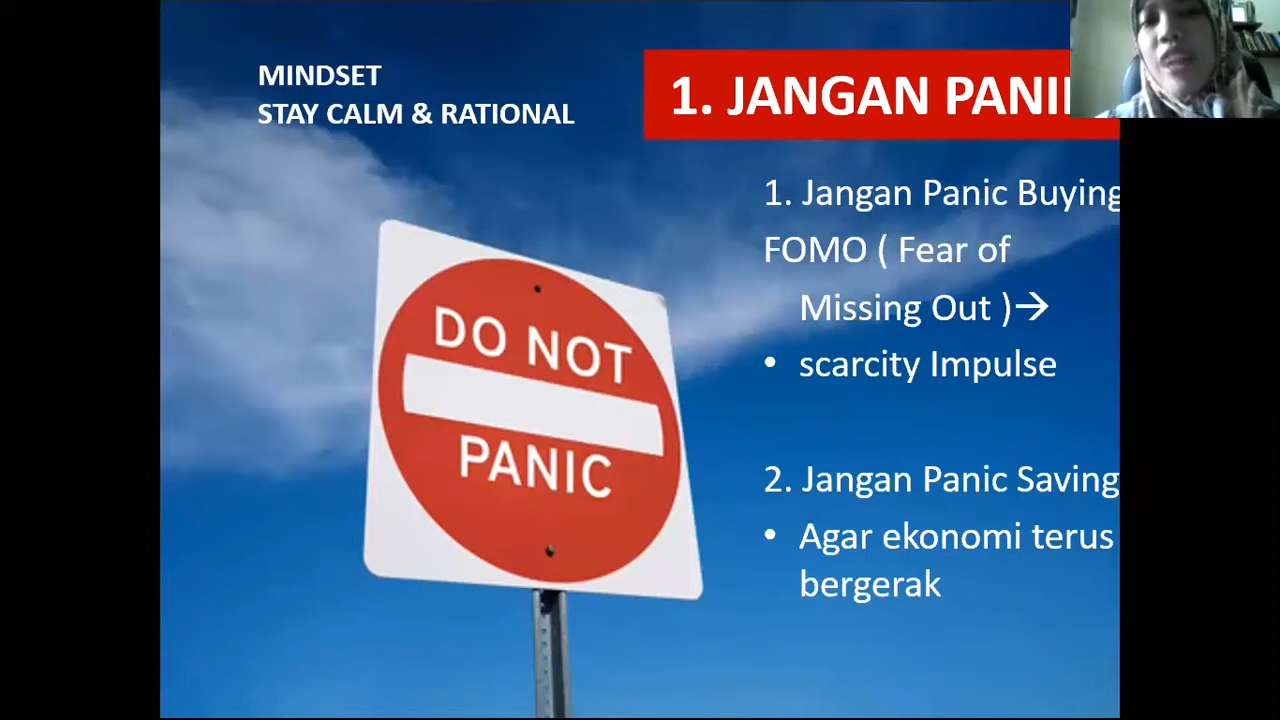 MINDSET
STAY CALM & RATIONAL
1. JANGAN PANI
1. Jangan Panic Buying
FOMO ( Fear of
Missing Out )→
• scarcity Impulse
2. Jangan Panic Saving
• Agar ekonomi terus
bergerak
DO NOT
PANIC